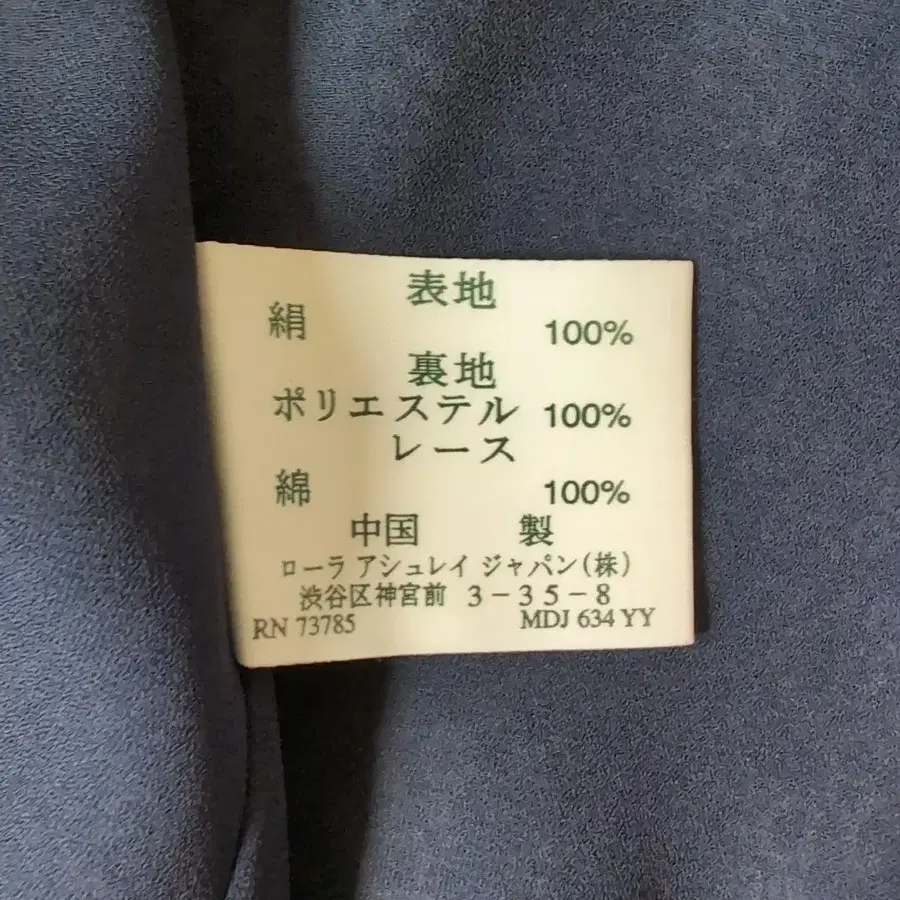 表地
絹 100%
裏地
ポリエステル 100%
レース
綿 100%
中国 製
ローラ アシュレイ ジャパン(株)
渋谷区神宮前 3-35-8
RN 73785 MDJ 634 YY